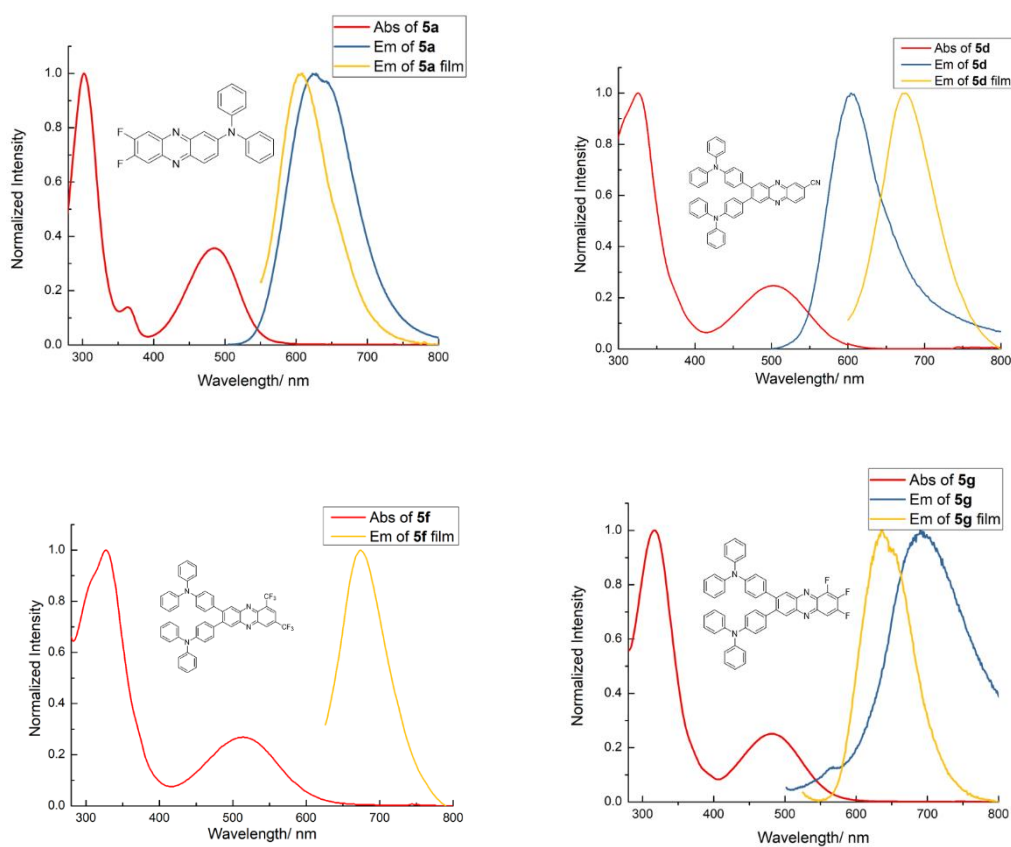 Abs of 5a
Em of 5a
Em of 5a film
1.0
0.8
0.6
0.4
0.2
0.0
Normalized Intensity
F
F
N
N
N
300 400 500 600 700 800
Wavelength/ nm
Abs of 5d
Em of 5d
Em of 5d film
1.0
0.8
0.6
0.4
0.2
0.0
Normalized Intensity
N
N
N
N
CN
300 400 500 600 700 800
Wavelength/ nm
Abs of 5f
Em of 5f film
1.0
0.8
0.6
0.4
0.2
0.0
Normalized Intensity
N
N
N
N
CF3
CF3
300 400 500 600 700 800
Wavelength/ nm
Abs of 5g
Em of 5g
Em of 5g film
1.0
0.8
0.6
0.4
0.2
0.0
Normalized Intensity
N
N
N
N
F
F
F
300 400 500 600 700 800
Wavelength/ nm